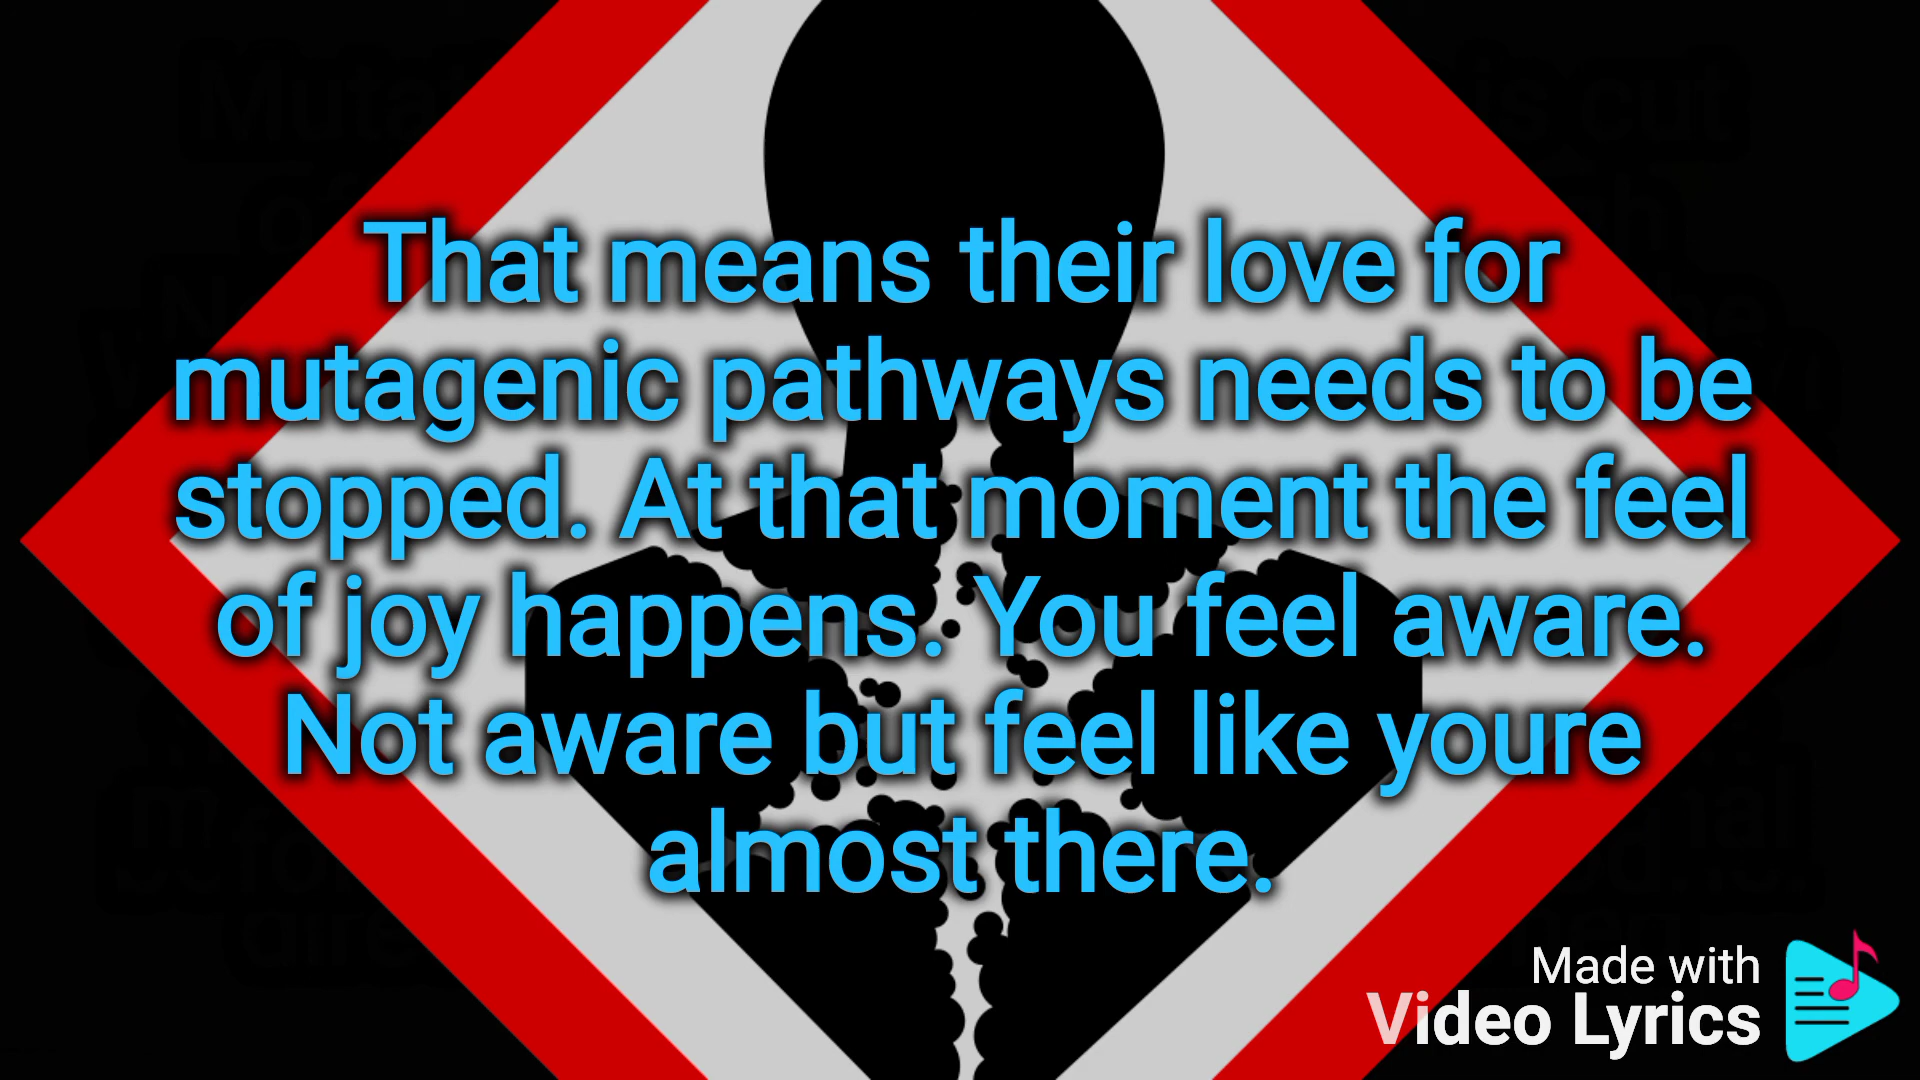 That means their love for
mutagenic pathways needs to be
stopped. At that moment the feel
of joy happens. You feel aware.
Not aware but feel like youre
almost there.
Made with
Video Lyrics